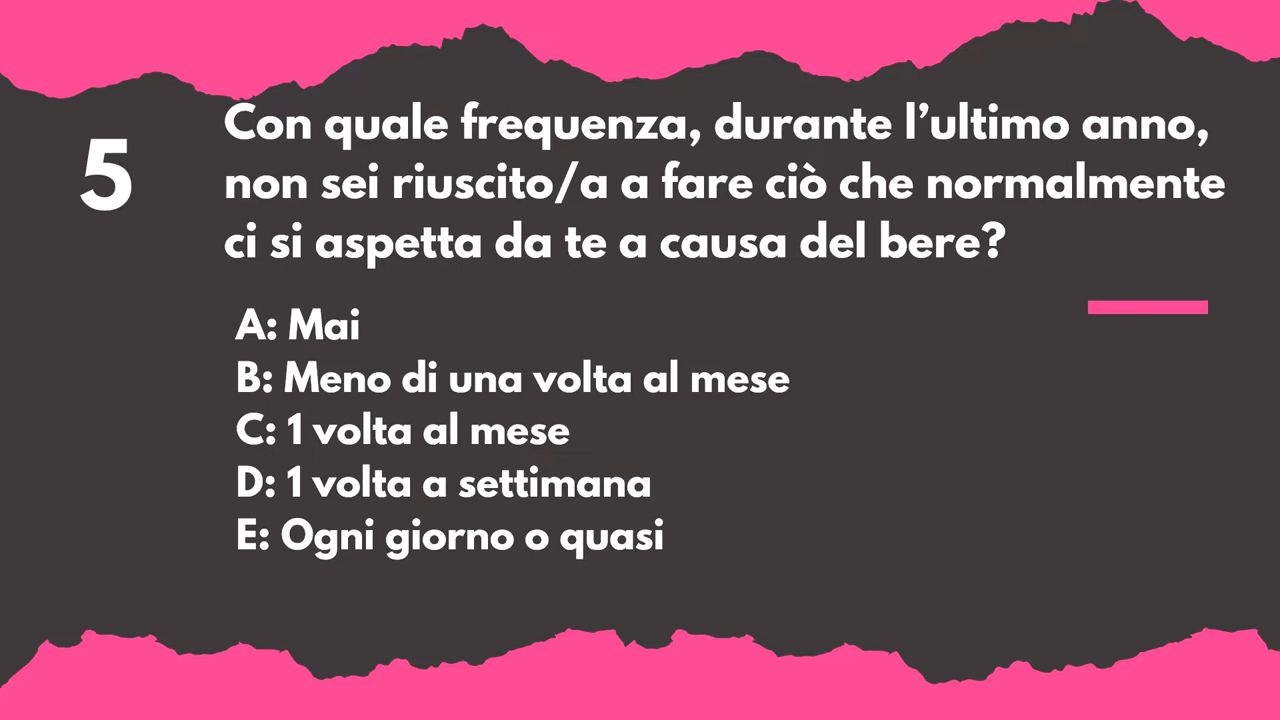 5
Con quale frequenza, durante l’ultimo anno,
non sei riuscito/a a fare ciò che normalmente
ci si aspetta da te a causa del bere?
A: Mai
B: Meno di una volta al mese
C: 1 volta al mese
D: 1 volta a settimana
E: Ogni giorno o quasi